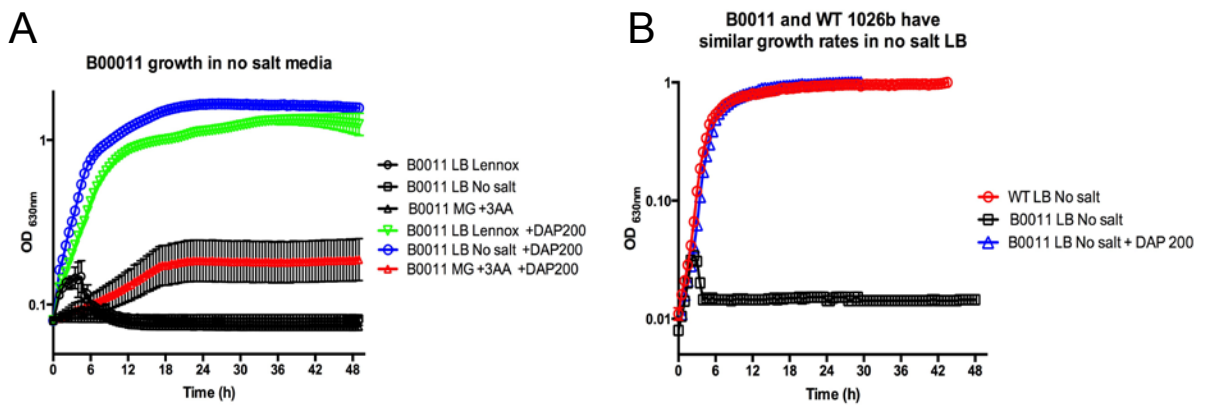 A
B00011 growth in no salt media
OD 630nm
1
0.1
0 6 12 18 24 30 36 42 48
Time (h)
B0011 LB Lennox
B0011 LB No salt
B0011 MG +3AA
B0011 LB Lennox +DAP200
B0011 LB No salt +DAP200
B0011 MG +3AA +DAP200
B
B0011 and WT 1026b have
similar growth rates in no salt LB
OD 630nm
1
0.10
0.01
0 6 12 18 24 30 36 42 48
Time (h)
WT LB No salt
B0011 LB No salt
B0011 LB No salt + DAP 200